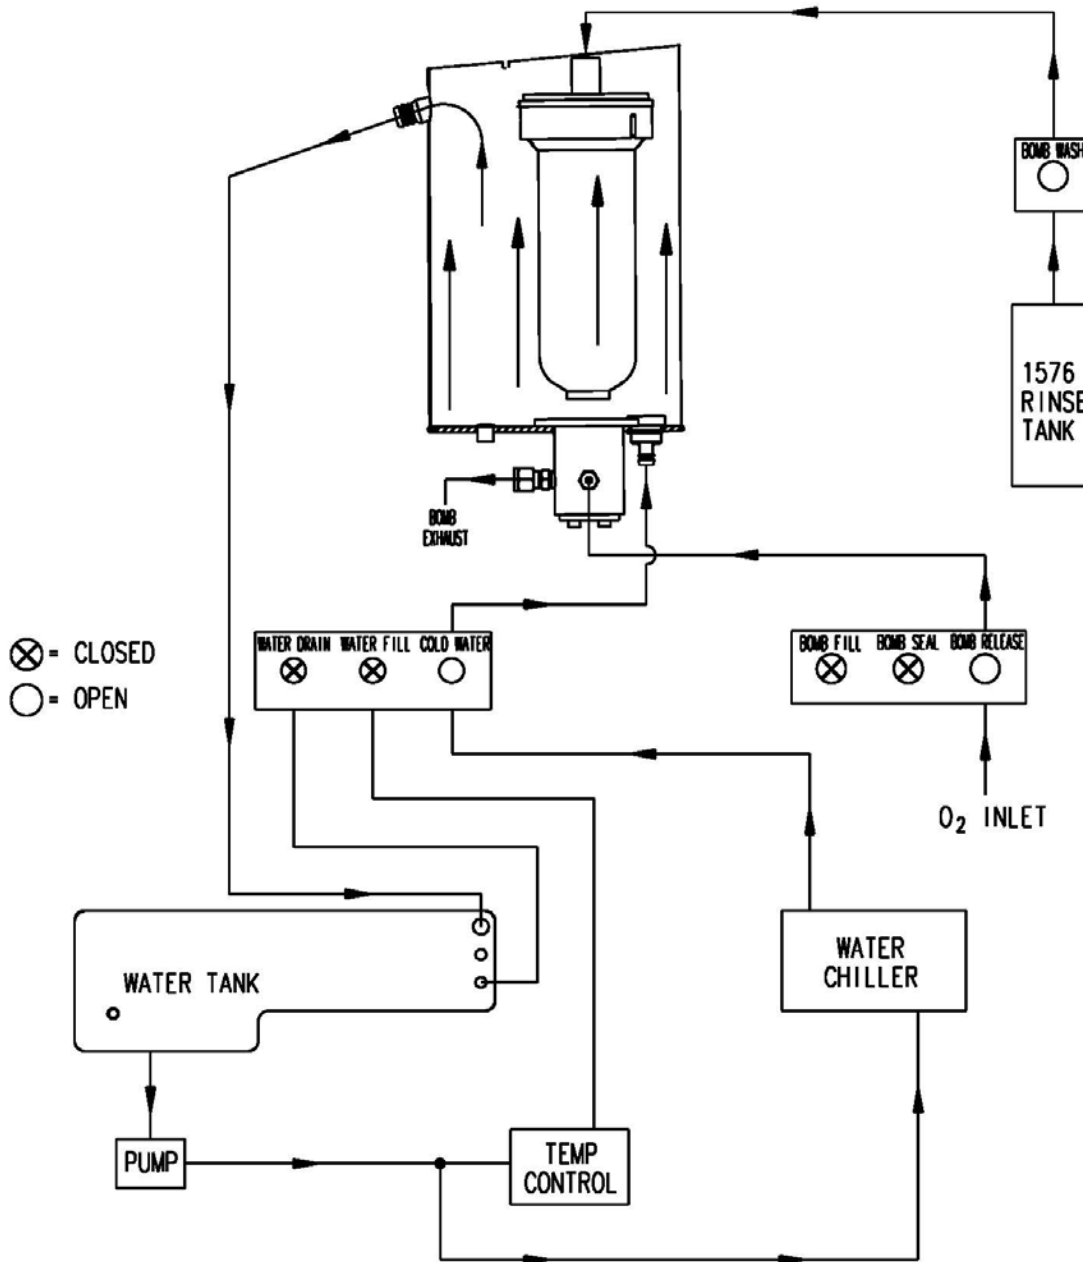 BOMB WASH
1576
RINSE
TANK
BOMB
EXHAUST
WATER DRAIN WATER FILL COLD WATER
BOMB FILL BOMB SEAL BOMB RELEASE
= CLOSED
= OPEN
O₂ INLET
WATER TANK
WATER
CHILLER
PUMP
TEMP
CONTROL